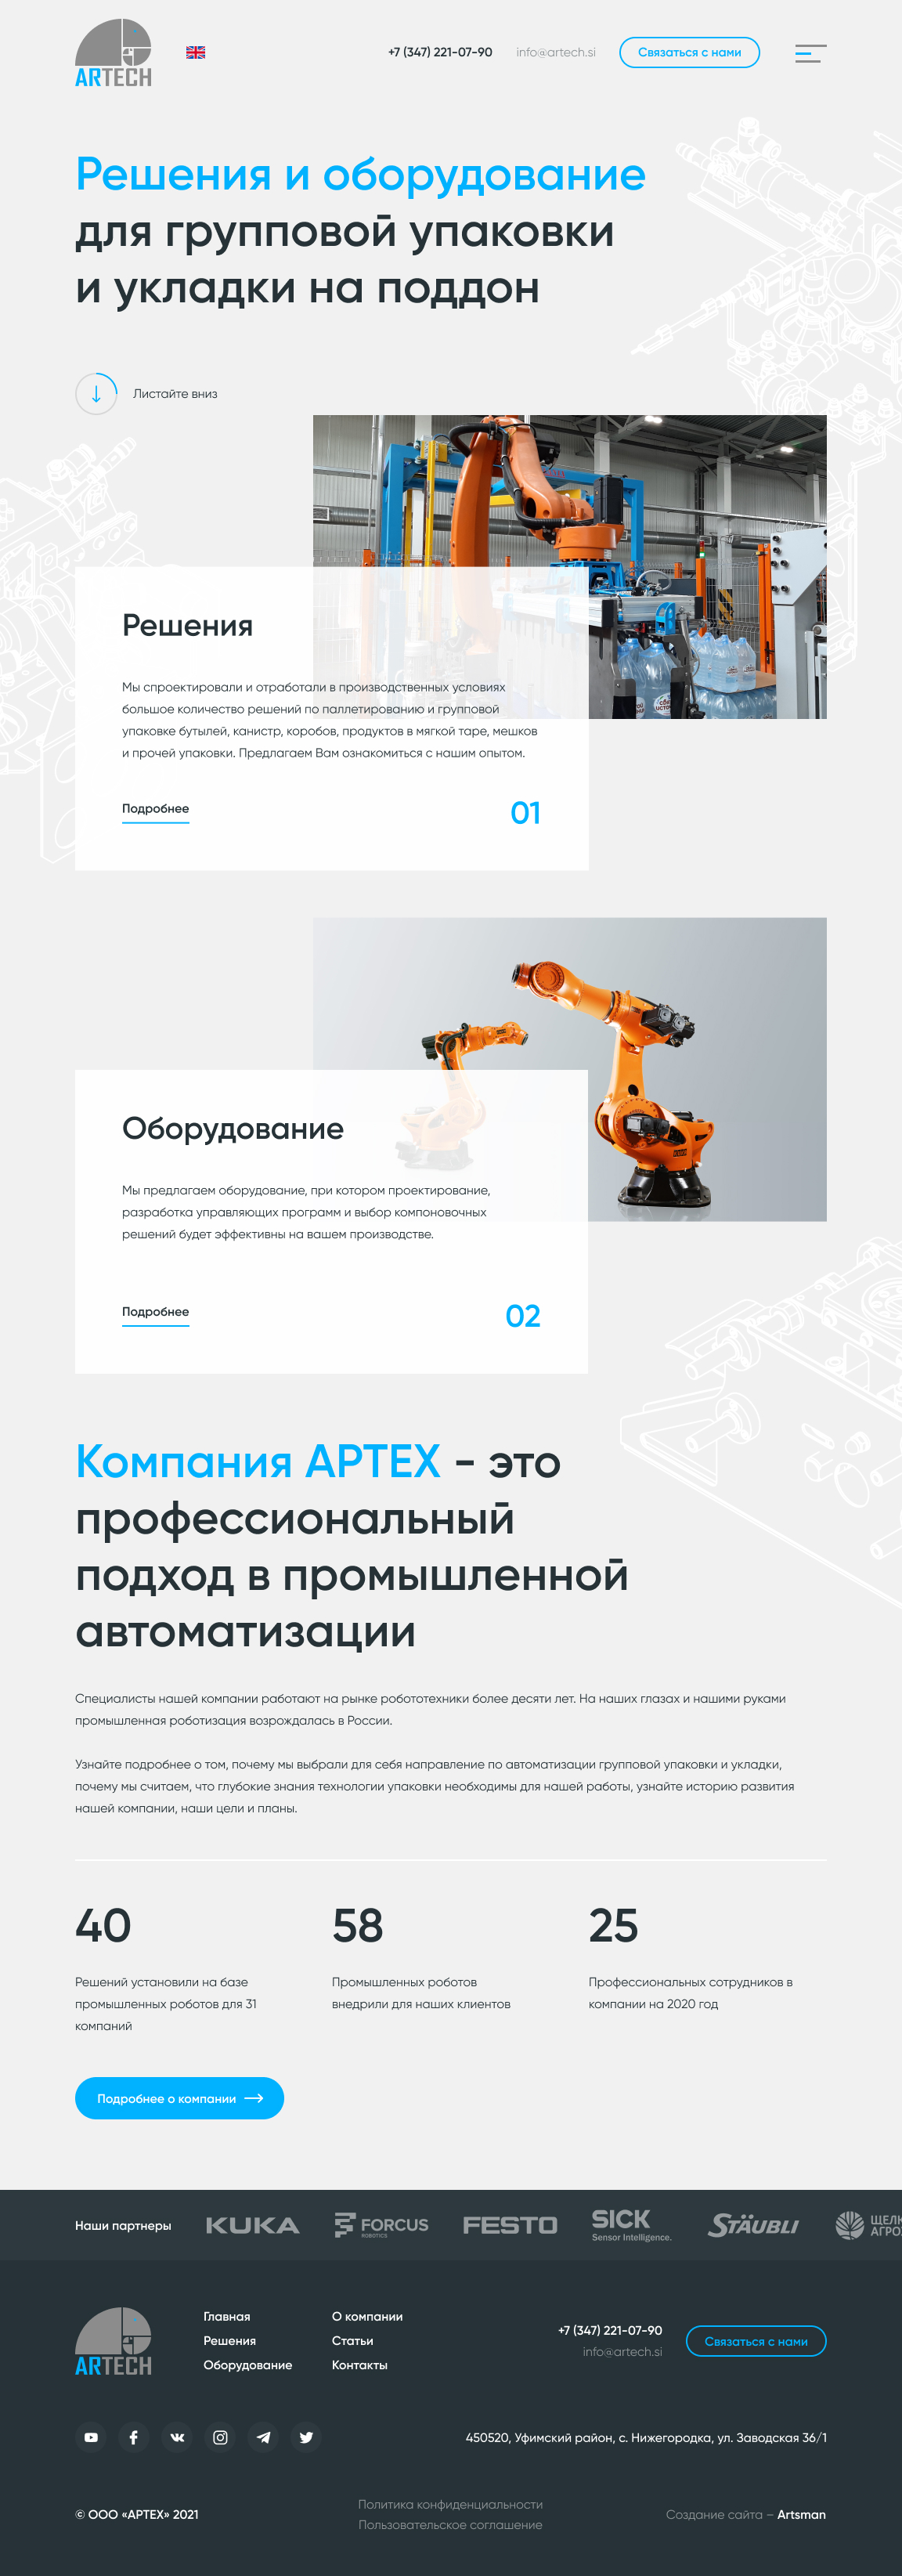 ARTECH
+7 (347) 221-07-90
info@artech.si
Связаться с нами
Решения и оборудование
для групповой упаковки
и укладки на поддон
Листайте вниз
Решения
Мы спроектировали и отработали в производственных условиях
большое количество решений по паллетированию и групповой
упаковке бутылей, канистр, коробов, продуктов в мягкой таре, мешков
и прочей упаковки. Предлагаем Вам ознакомиться с нашим опытом.
Подробнее
01
Оборудование
Мы предлагаем оборудование, при котором проектирование,
разработка управляющих программ и выбор компоновочных
решений будет эффективны на вашем производстве.
Подробнее
02
Компания АРТЕХ - это
профессиональный
подход в промышленной
автоматизации
Специалисты нашей компании работают на рынке робототехники более десяти лет. На наших глазах и нашими руками
промышленная роботизация возрождалась в России.
Узнайте подробнее о том, почему мы выбрали для себя направление по автоматизации групповой упаковки и укладки,
почему мы считаем, что глубокие знания технологии упаковки необходимы для нашей работы, узнайте историю развития
нашей компании, наши цели и планы.
40
Решений установили на базе
промышленных роботов для 31
компаний
58
Промышленных роботов
внедрили для наших клиентов
25
Профессиональных сотрудников в
компании на 2020 год
Подробнее о компании
Наши партнеры
KUKA
FORCUS
ROBOTICS
FESTO
SICK
Sensor Intelligence.
STÄUBLI
ЩЕЛК
АГРОХ
ARTECH
Главная
Решения
Оборудование
О компании
Статьи
Контакты
+7 (347) 221-07-90
info@artech.si
Связаться с нами
450520, Уфимский район, с. Нижегородка, ул. Заводская 36/1
© ООО «АРТЕХ» 2021
Политика конфиденциальности
Пользовательское соглашение
Создание сайта – Artsman